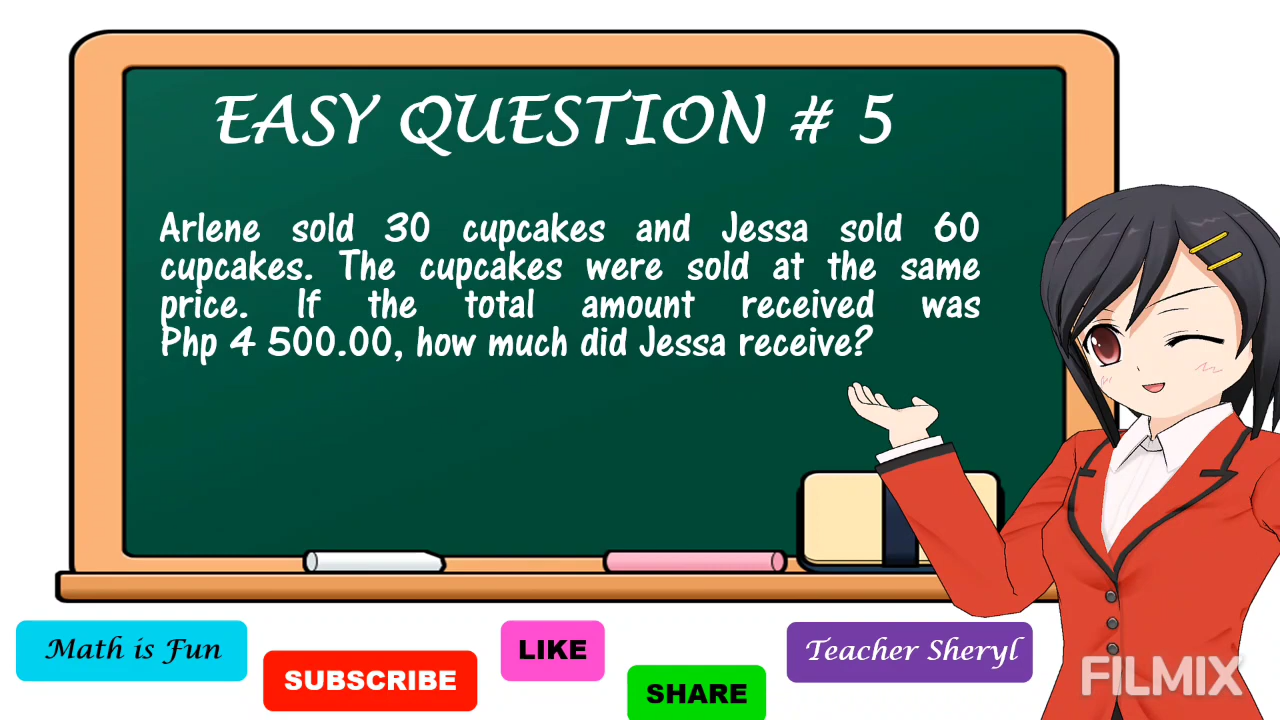 EASY QUESTION # 5
Arlene sold 30 cupcakes and Jessa sold 60
cupcakes. The cupcakes were sold at the same
price. If the total amount received was
Php 4 500.00, how much did Jessa receive?
Math is Fun
SUBSCRIBE
LIKE
SHARE
Teacher Sheryl
FILMIX